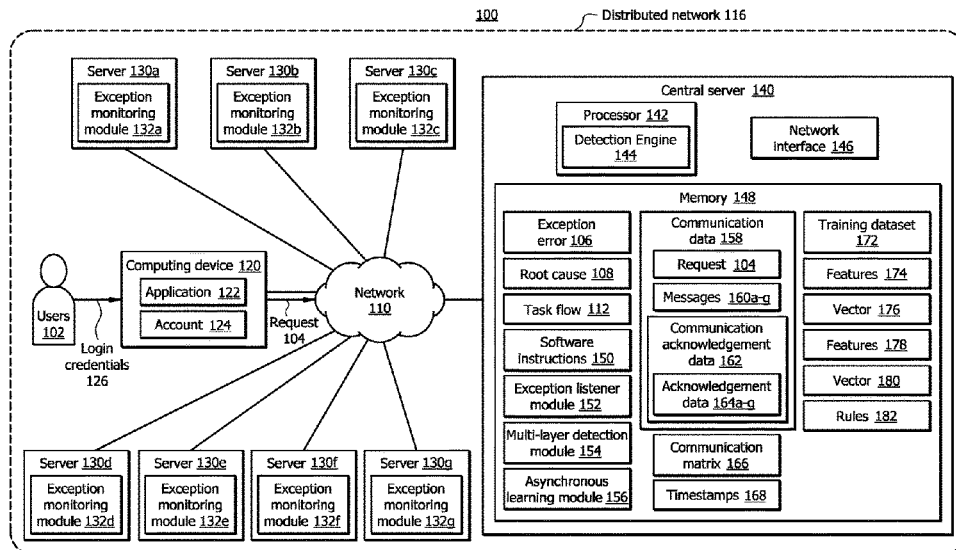 100
Distributed network 116
Server 130a
Exception
monitoring
module 132a
Server 130b
Exception
monitoring
module 132b
Server 130c
Exception
monitoring
module 132c
Central server 140
Processor 142
Detection Engine
144
Network
interface 146
Memory 148
Exception
error 106
Root cause 108
Task flow 112
Software
instructions 150
Exception listener
module 152
Multi-layer detection
module 154
Asynchronous
learning module 156
Communication
data 158
Request 104
Messages 160a-g
Communication
acknowledgement
data 162
Acknowledgement
data 164a-g
Communication
matrix 166
Timestamps 168
Training dataset
172
Features 174
Vector 176
Features 178
Vector 180
Rules 182
Users
102
Login
credentials
126
Computing device 120
Application 122
Account 124
Request
104
Network
110
Server 130d
Exception
monitoring
module 132d
Server 130e
Exception
monitoring
module 132e
Server 130f
Exception
monitoring
module 132f
Server 130g
Exception
monitoring
module 132g